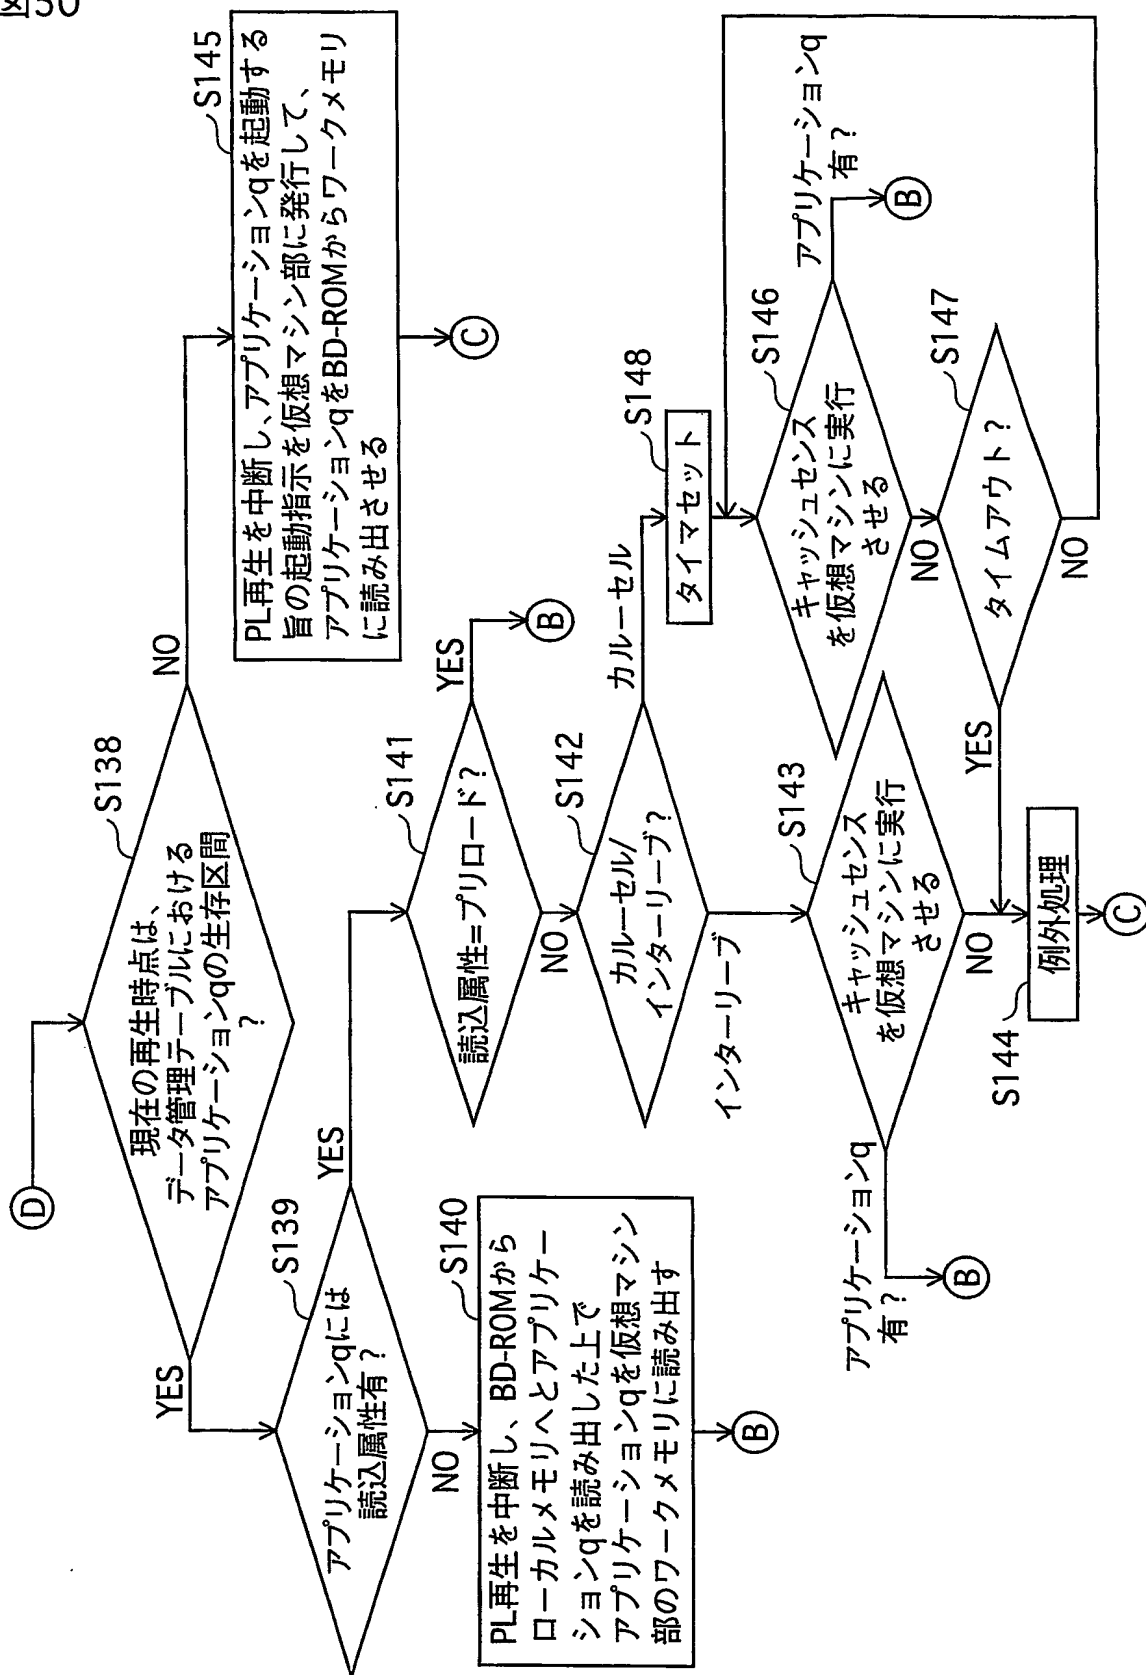 図50
D
現在の再生時点は、
データ管理テーブルにおける
アプリケーションqの生存区間
?
S138
NO
YES
S145
PL再生を中断し、アプリケーションqを起動する
旨の起動指示を仮想マシン部に発行して、
アプリケーションqをBD-ROMからワークメモリ
に読み出させる
C
アプリケーションqには
読込属性有?
S139
YES
NO
S140
PL再生を中断し、BD-ROMから
ローカルメモリへとアプリケー
ションqを読み出した上で
アプリケーションqを仮想マシン
部のワークメモリに読み出す
B
読込属性=プリロード?
S141
YES
B
NO
カルーセル/
インターリーブ?
S142
カルーセル
インターリーブ
S148
タイマセット
キャッシュセンス
を仮想マシンに実行
させる
S143
アプリケーションq
有?
B
NO
S144
例外処理
C
キャッシュセンス
を仮想マシンに実行
させる
S146
アプリケーションq
有?
B
NO
タイムアウト?
S147
YES
NO